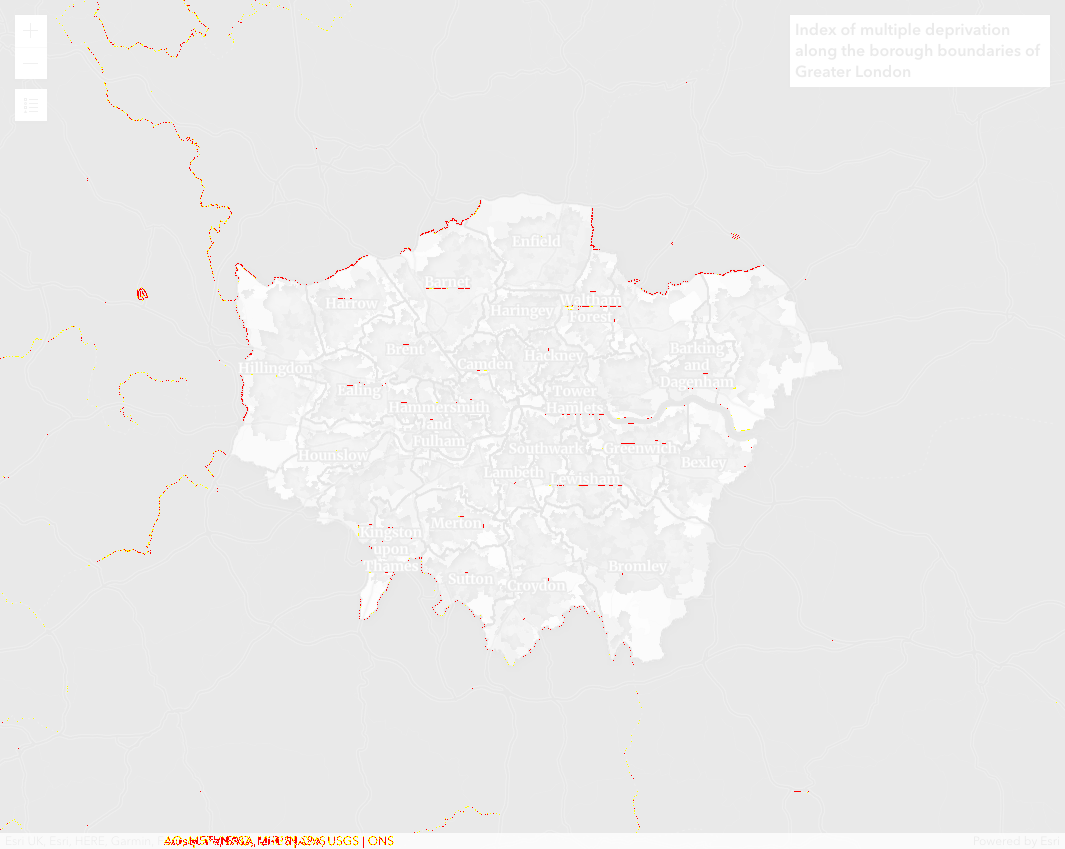 Index of multiple deprivation
along the borough boundaries of
Greater London
Enfield
Barnet
Harrow
Haringey
Waltham
Forest
Brent
Camden
Hackney
Barking
and
Dagenham
Hillingdon
Ealing
Tower
Hamlets
Hammersmith
and
Fulham
Hounslow
Southwark
Greenwich
Bexley
Lambeth
Lewisham
Merton
Kingston
upon
Thames
Sutton
Croydon
Bromley
Esri UK, Esri, HERE, Garmin, USGS | ONS
Powered by Esri